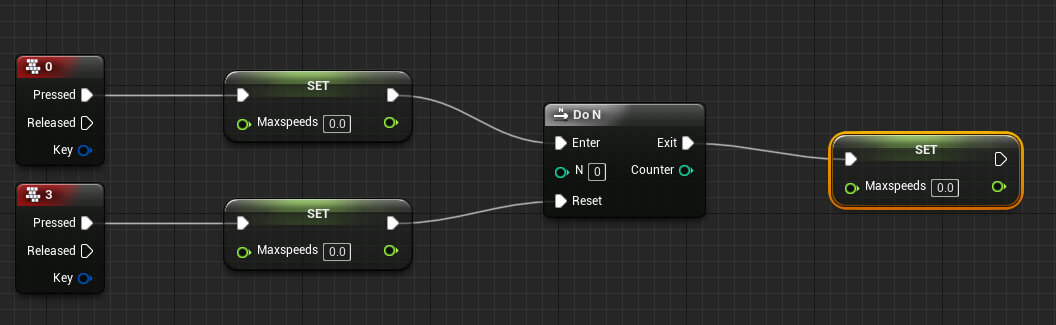 0
Pressed
Released
Key
SET
Maxspeeds 0.0
3
Pressed
Released
Key
SET
Maxspeeds 0.0
N
Do N
Enter Exit
N 0 Counter
Reset
SET
Maxspeeds 0.0